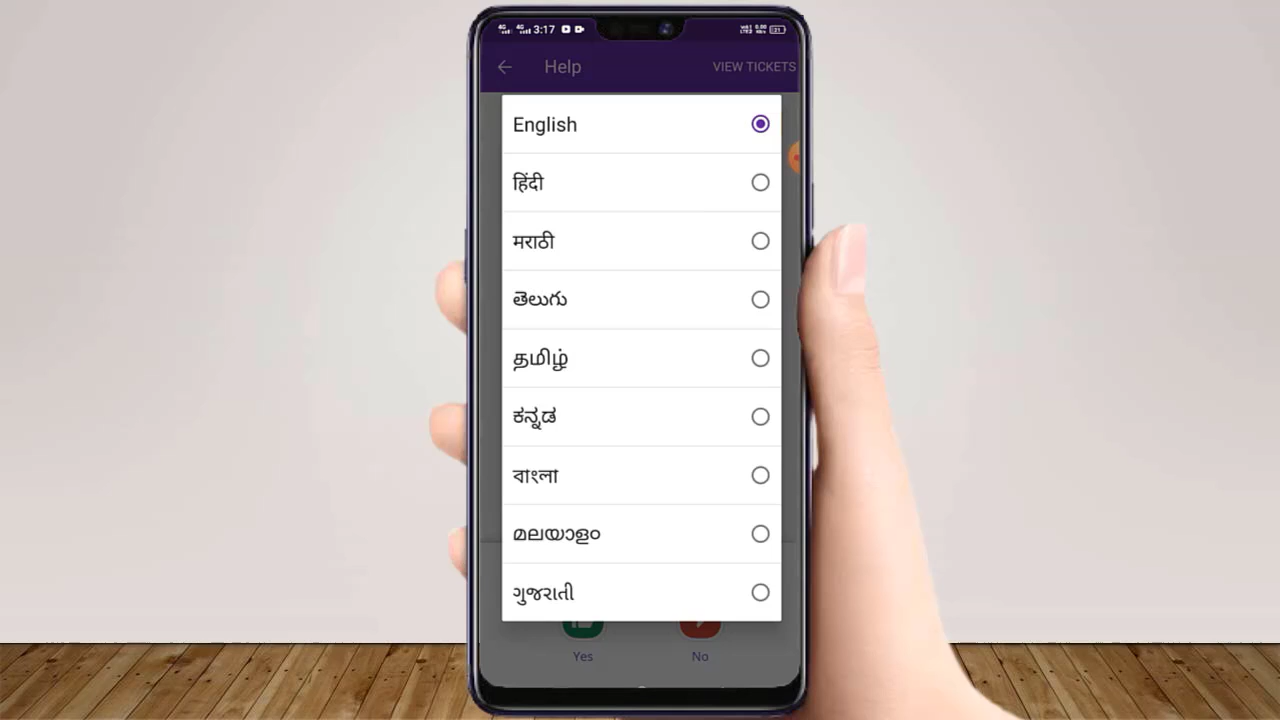 3:17
Help
VIEW TICKETS
English
हिंदी
मराठी
తెలుగు
தமிழ்
ಕನ್ನಡ
বাংলা
മലയാളം
ગુજરાતી
Yes
No